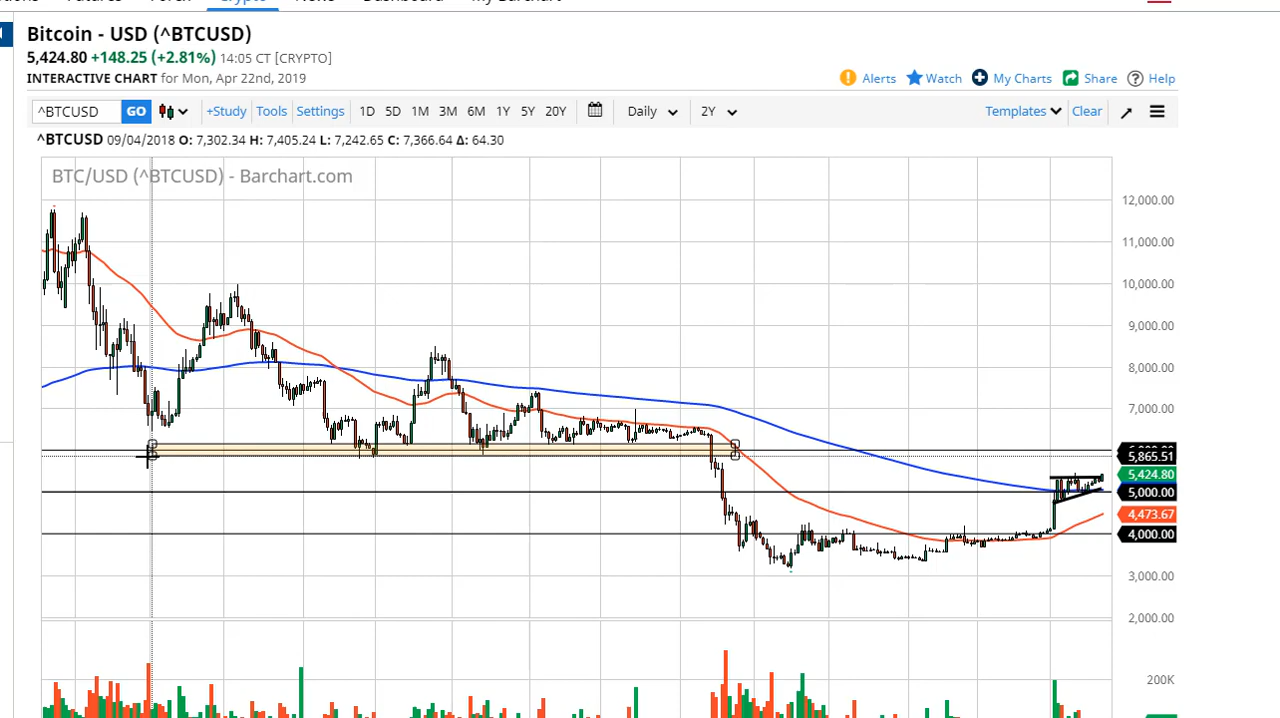 Crypto
Dashboard
My Barchart
Bitcoin - USD (^BTCUSD)
5,424.80 +148.25 (+2.81%) 14:05 CT [CRYPTO]
INTERACTIVE CHART for Mon, Apr 22nd, 2019
Alerts Watch My Charts Share Help
^BTCUSD GO +Study Tools Settings 1D 5D 1M 3M 6M 1Y 5Y 20Y Daily 2Y Templates Clear
^BTCUSD 09/04/2018 O: 7,302.34 H: 7,405.24 L: 7,242.65 C: 7,366.64 Δ: 64.30
BTC/USD (^BTCUSD) - Barchart.com
12,000.00
11,000.00
10,000.00
9,000.00
8,000.00
7,000.00
5,865.51
5,424.80
5,000.00
4,473.67
4,000.00
3,000.00
2,000.00
200K